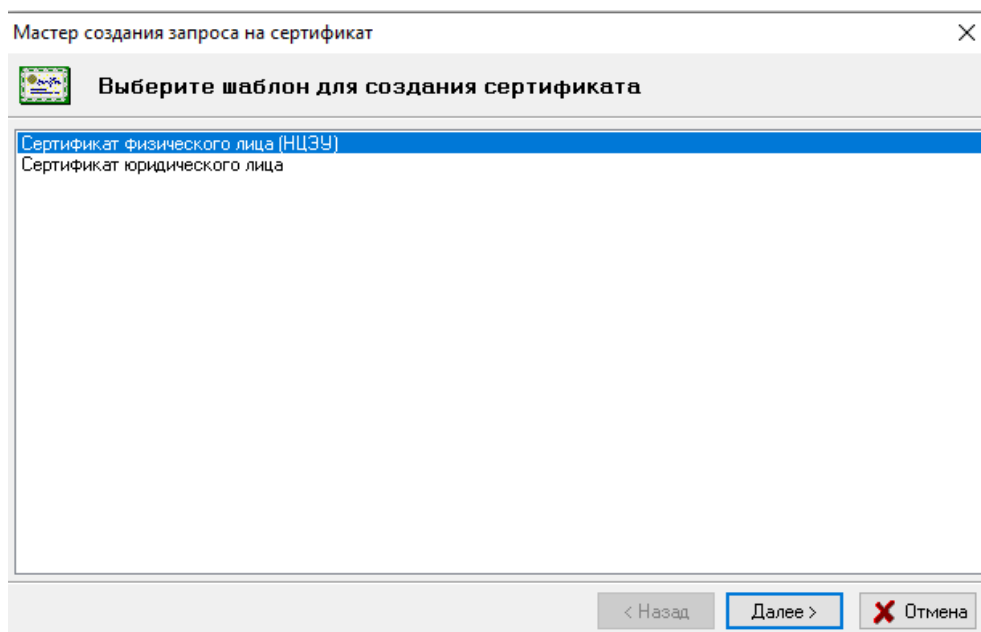 Мастер создания запроса на сертификат
Выберите шаблон для создания сертификата
Сертификат физического лица (НЦЭУ)
Сертификат юридического лица
< Назад
Далее >
Отмена